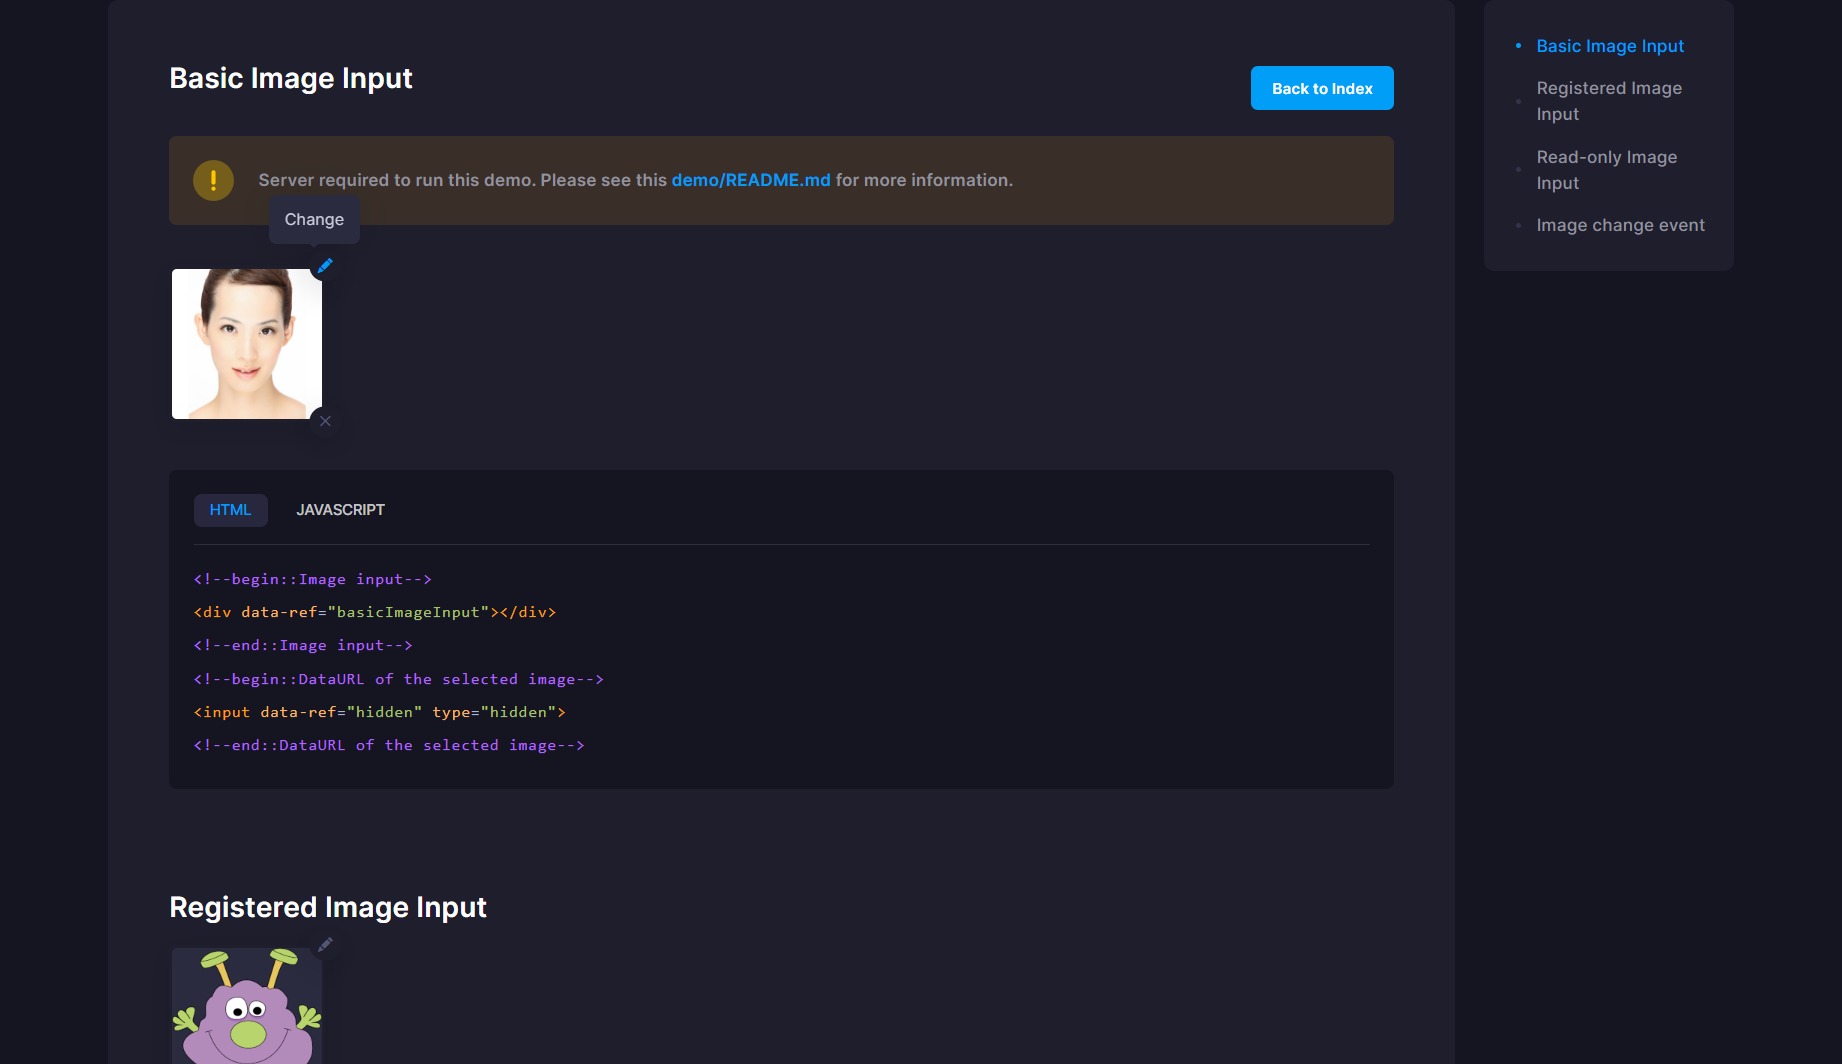 Basic Image Input
Back to Index
Server required to run this demo. Please see this demo/README.md for more information.
Change
HTML
JAVASCRIPT
<!--begin::Image input-->
<div data-ref="basicImageInput"></div>
<!--end::Image input-->
<!--begin::DataURL of the selected image-->
<input data-ref="hidden" type="hidden">
<!--end::DataURL of the selected image-->
Registered Image Input
Basic Image Input
Registered Image
Input
Read-only Image
Input
Image change event